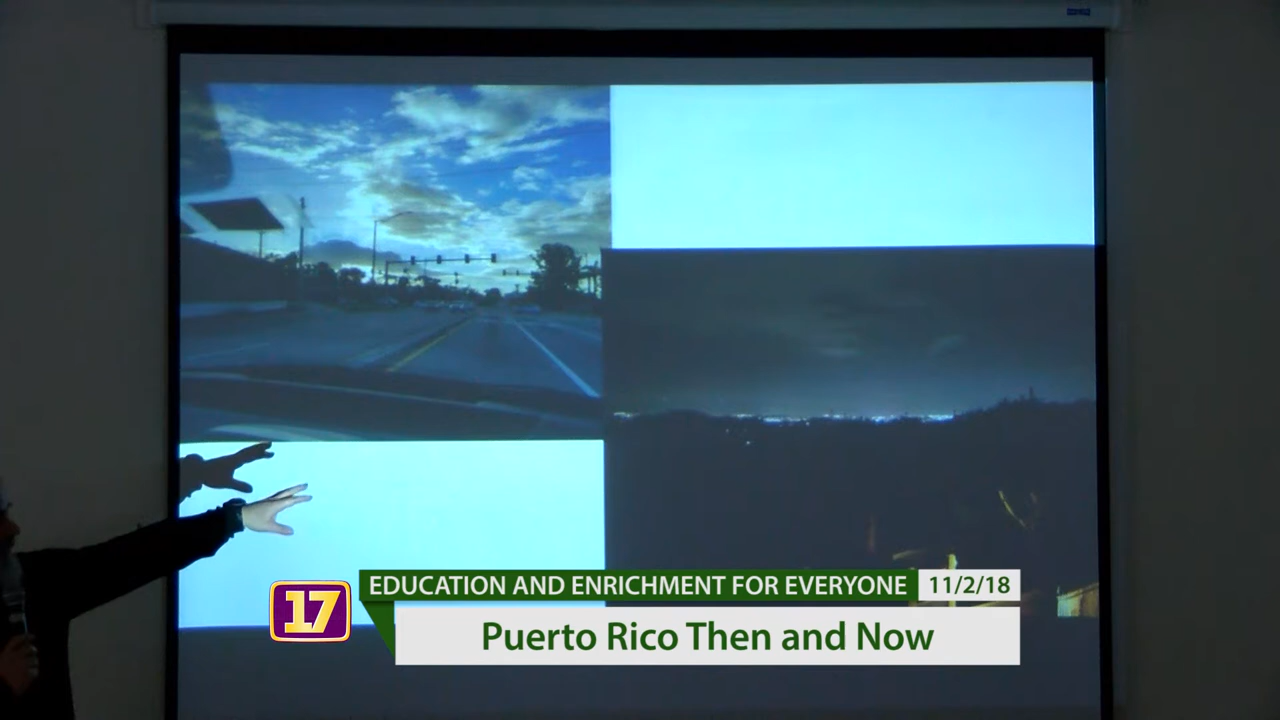 EDUCATION AND ENRICHMENT FOR EVERYONE 11/2/18
17
Puerto Rico Then and Now